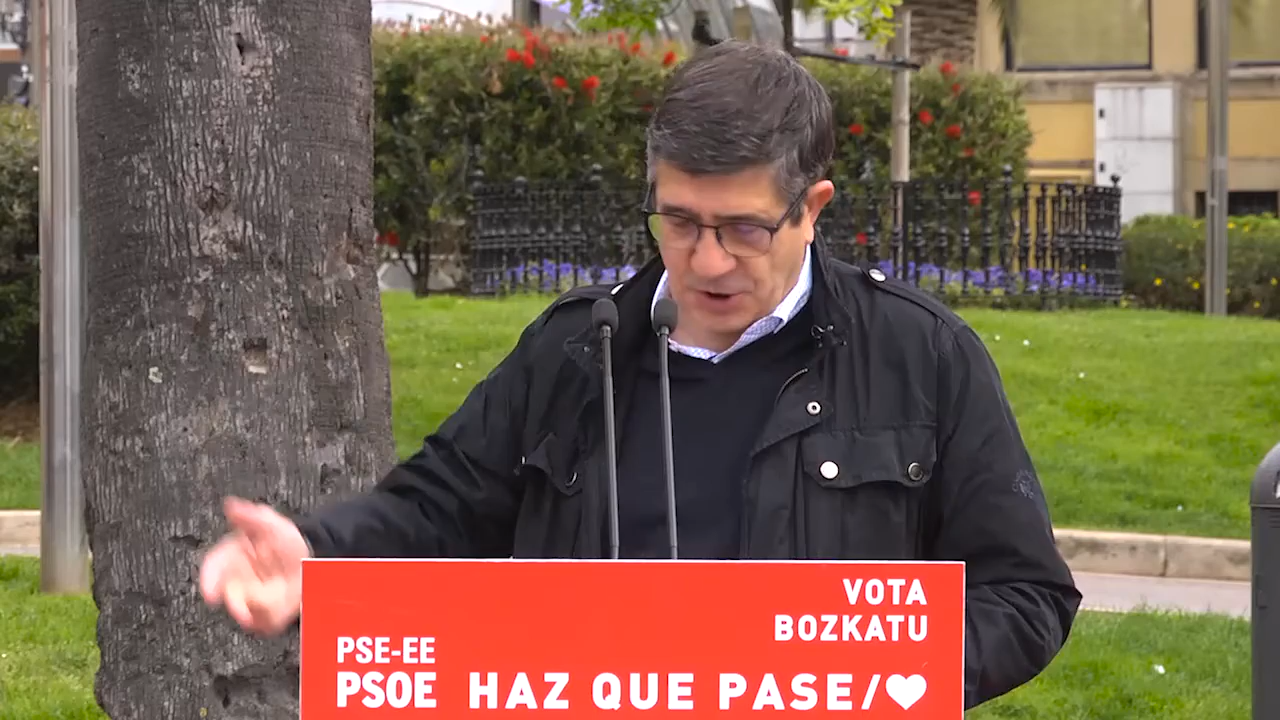 VOTA
BOZKATU
PSE-EE
PSOE
HAZ QUE PASE/